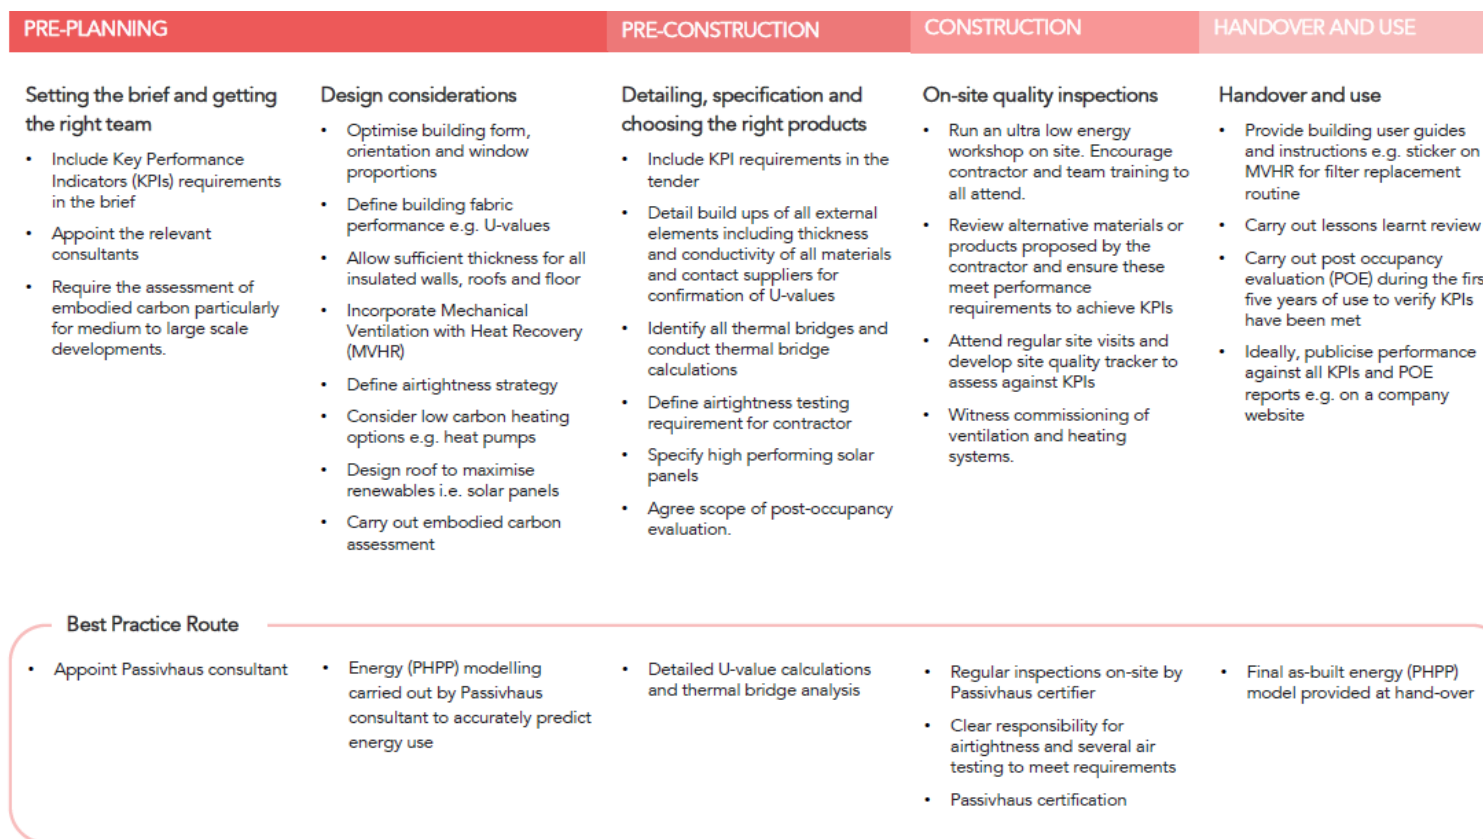 PRE-PLANNING
PRE-CONSTRUCTION
CONSTRUCTION
HANDOVER AND USE
Setting the brief and getting
the right team
• Include Key Performance
Indicators (KPIs) requirements
in the brief
• Appoint the relevant
consultants
• Require the assessment of
embodied carbon particularly
for medium to large scale
developments.
Design considerations
• Optimise building form,
orientation and window
proportions
• Define building fabric
performance e.g. U-values
• Allow sufficient thickness for all
insulated walls, roofs and floor
• Incorporate Mechanical
Ventilation with Heat Recovery
(MVHR)
• Define airtightness strategy
• Consider low carbon heating
options e.g. heat pumps
• Design roof to maximise
renewables i.e. solar panels
• Carry out embodied carbon
assessment
Detailing, specification and
choosing the right products
• Include KPI requirements in the
tender
• Detail build ups of all external
elements including thickness
and conductivity of all materials
and contact suppliers for
confirmation of U-values
• Identify all thermal bridges and
conduct thermal bridge
calculations
• Define airtightness testing
requirement for contractor
• Specify high performing solar
panels
• Agree scope of post-occupancy
evaluation.
On-site quality inspections
• Run an ultra low energy
workshop on site. Encourage
contractor and team training to
all attend.
• Review alternative materials or
products proposed by the
contractor and ensure these
meet performance
requirements to achieve KPIs
• Attend regular site visits and
develop site quality tracker to
assess against KPIs
• Witness commissioning of
ventilation and heating
systems.
Handover and use
• Provide building user guides
and instructions e.g. sticker on
MVHR for filter replacement
routine
• Carry out lessons learnt review
• Carry out post occupancy
evaluation (POE) during the firs
five years of use to verify KPIs
have been met
• Ideally, publicise performance
against all KPIs and POE
reports e.g. on a company
website
Best Practice Route
• Appoint Passivhaus consultant
• Energy (PHPP) modelling
carried out by Passivhaus
consultant to accurately predict
energy use
• Detailed U-value calculations
and thermal bridge analysis
• Regular inspections on-site by
Passivhaus certifier
• Clear responsibility for
airtightness and several air
testing to meet requirements
• Passivhaus certification
• Final as-built energy (PHPP)
model provided at hand-over